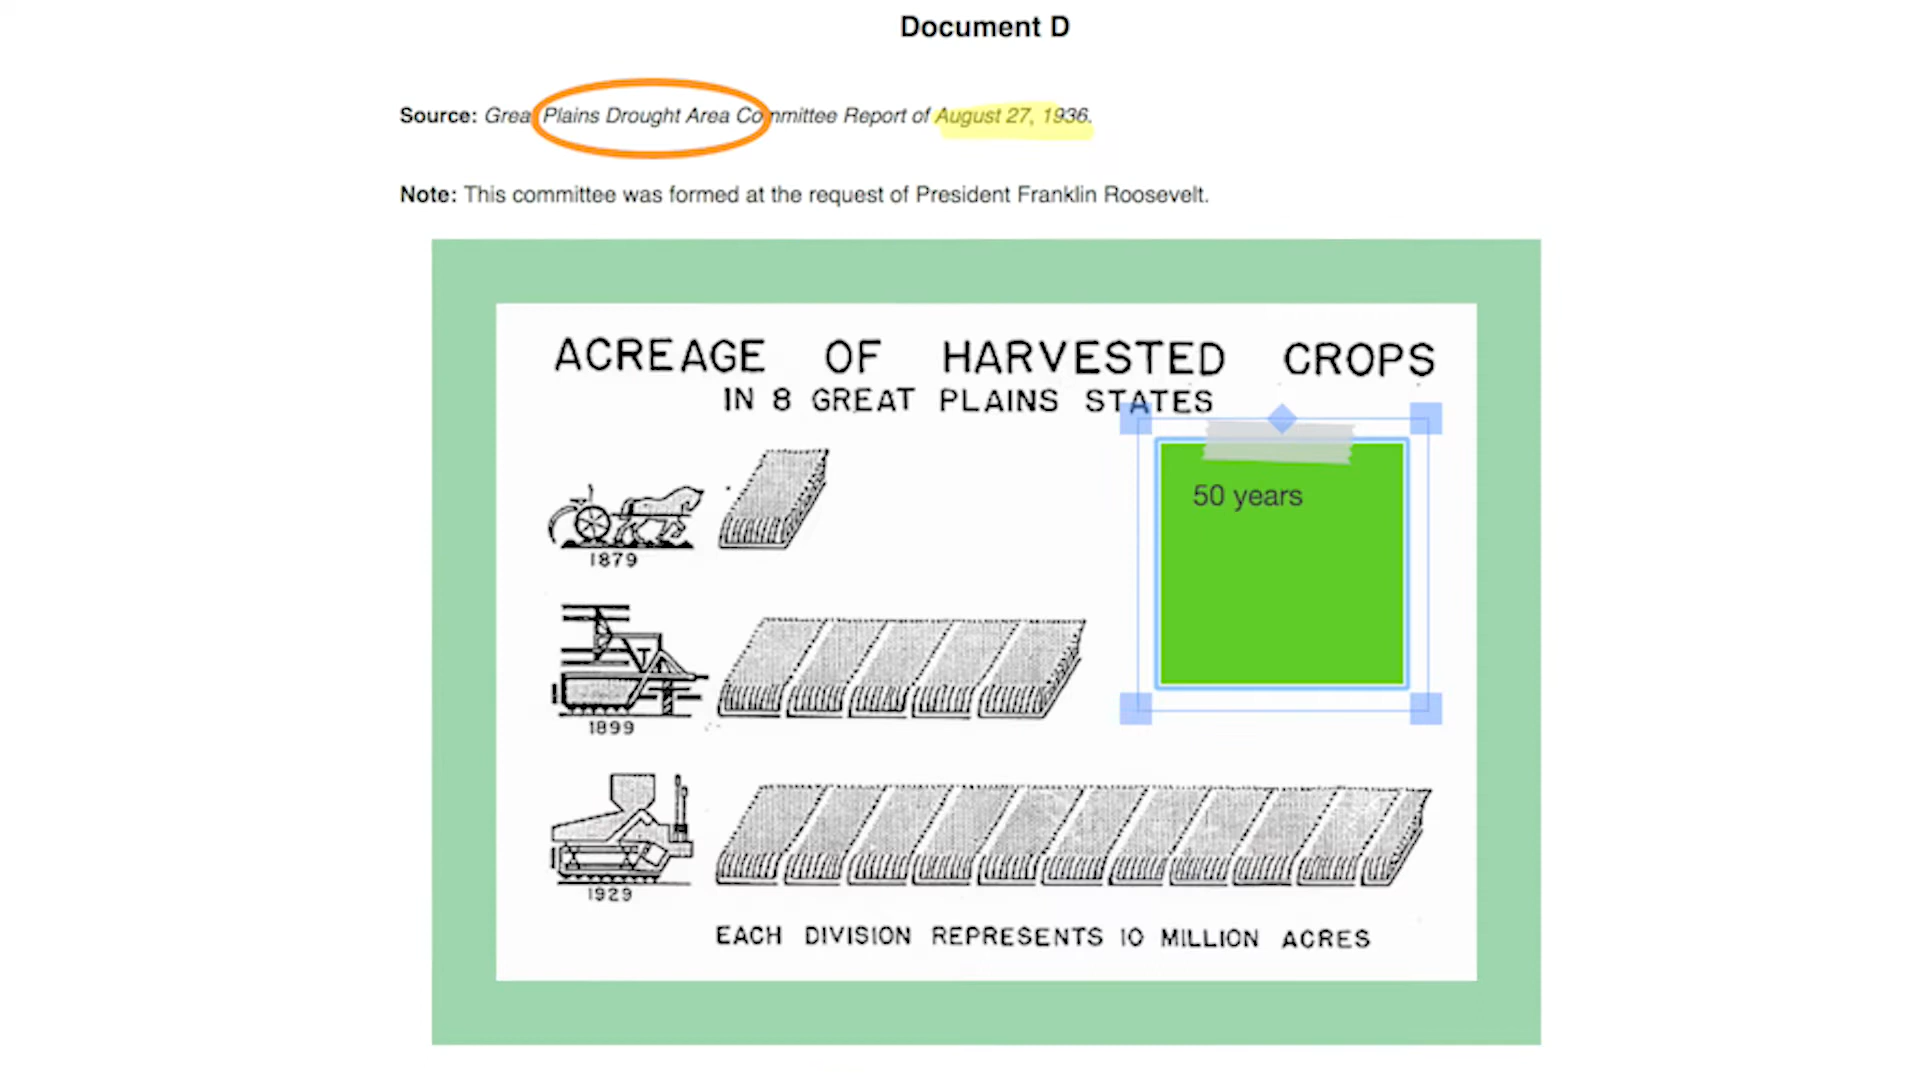 Document D
Source: Grea Plains Drought Area Committee Report of August 27, 1936.
Note: This committee was formed at the request of President Franklin Roosevelt.
ACREAGE OF HARVESTED CROPS
IN 8 GREAT PLAINS STATES
50 years
1879
1899
1929
EACH DIVISION REPRESENTS 10 MILLION ACRES